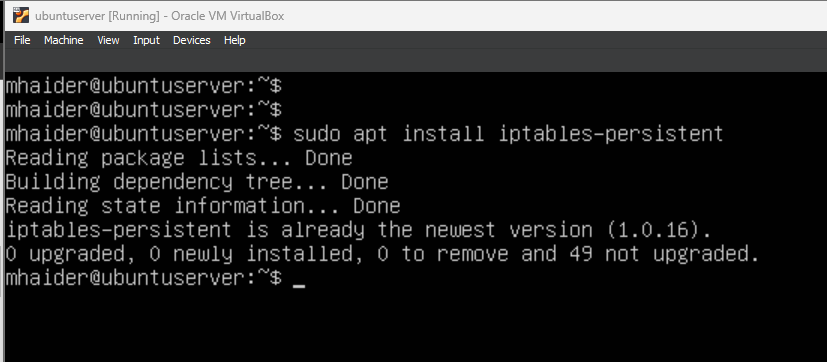 ubuntuserver [Running] - Oracle VM VirtualBox
File Machine View Input Devices Help
mhaider@ubuntuserver:~$
mhaider@ubuntuserver:~$
mhaider@ubuntuserver:~$ sudo apt install iptables-persistent
Reading package lists... Done
Building dependency tree... Done
Reading state information... Done
iptables-persistent is already the newest version (1.0.16).
0 upgraded, 0 newly installed, 0 to remove and 49 not upgraded.
mhaider@ubuntuserver:~$ _